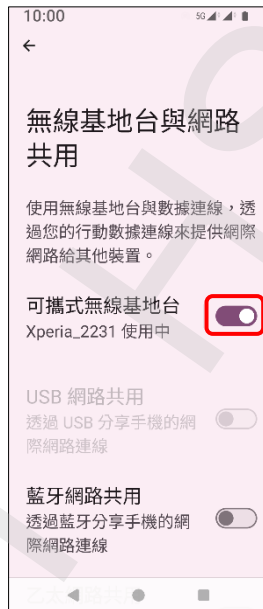 10:00
5G
無線基地台與網路
共用
使用無線基地台與數據連線，透
過您的行動數據連線來提供網際
網路給其他裝置。
可攜式無線基地台
Xperia_2231 使用中
USB 網路共用
透過 USB 分享手機的網
際網路連線
藍牙網路共用
透過藍牙分享手機的網
際網路連線